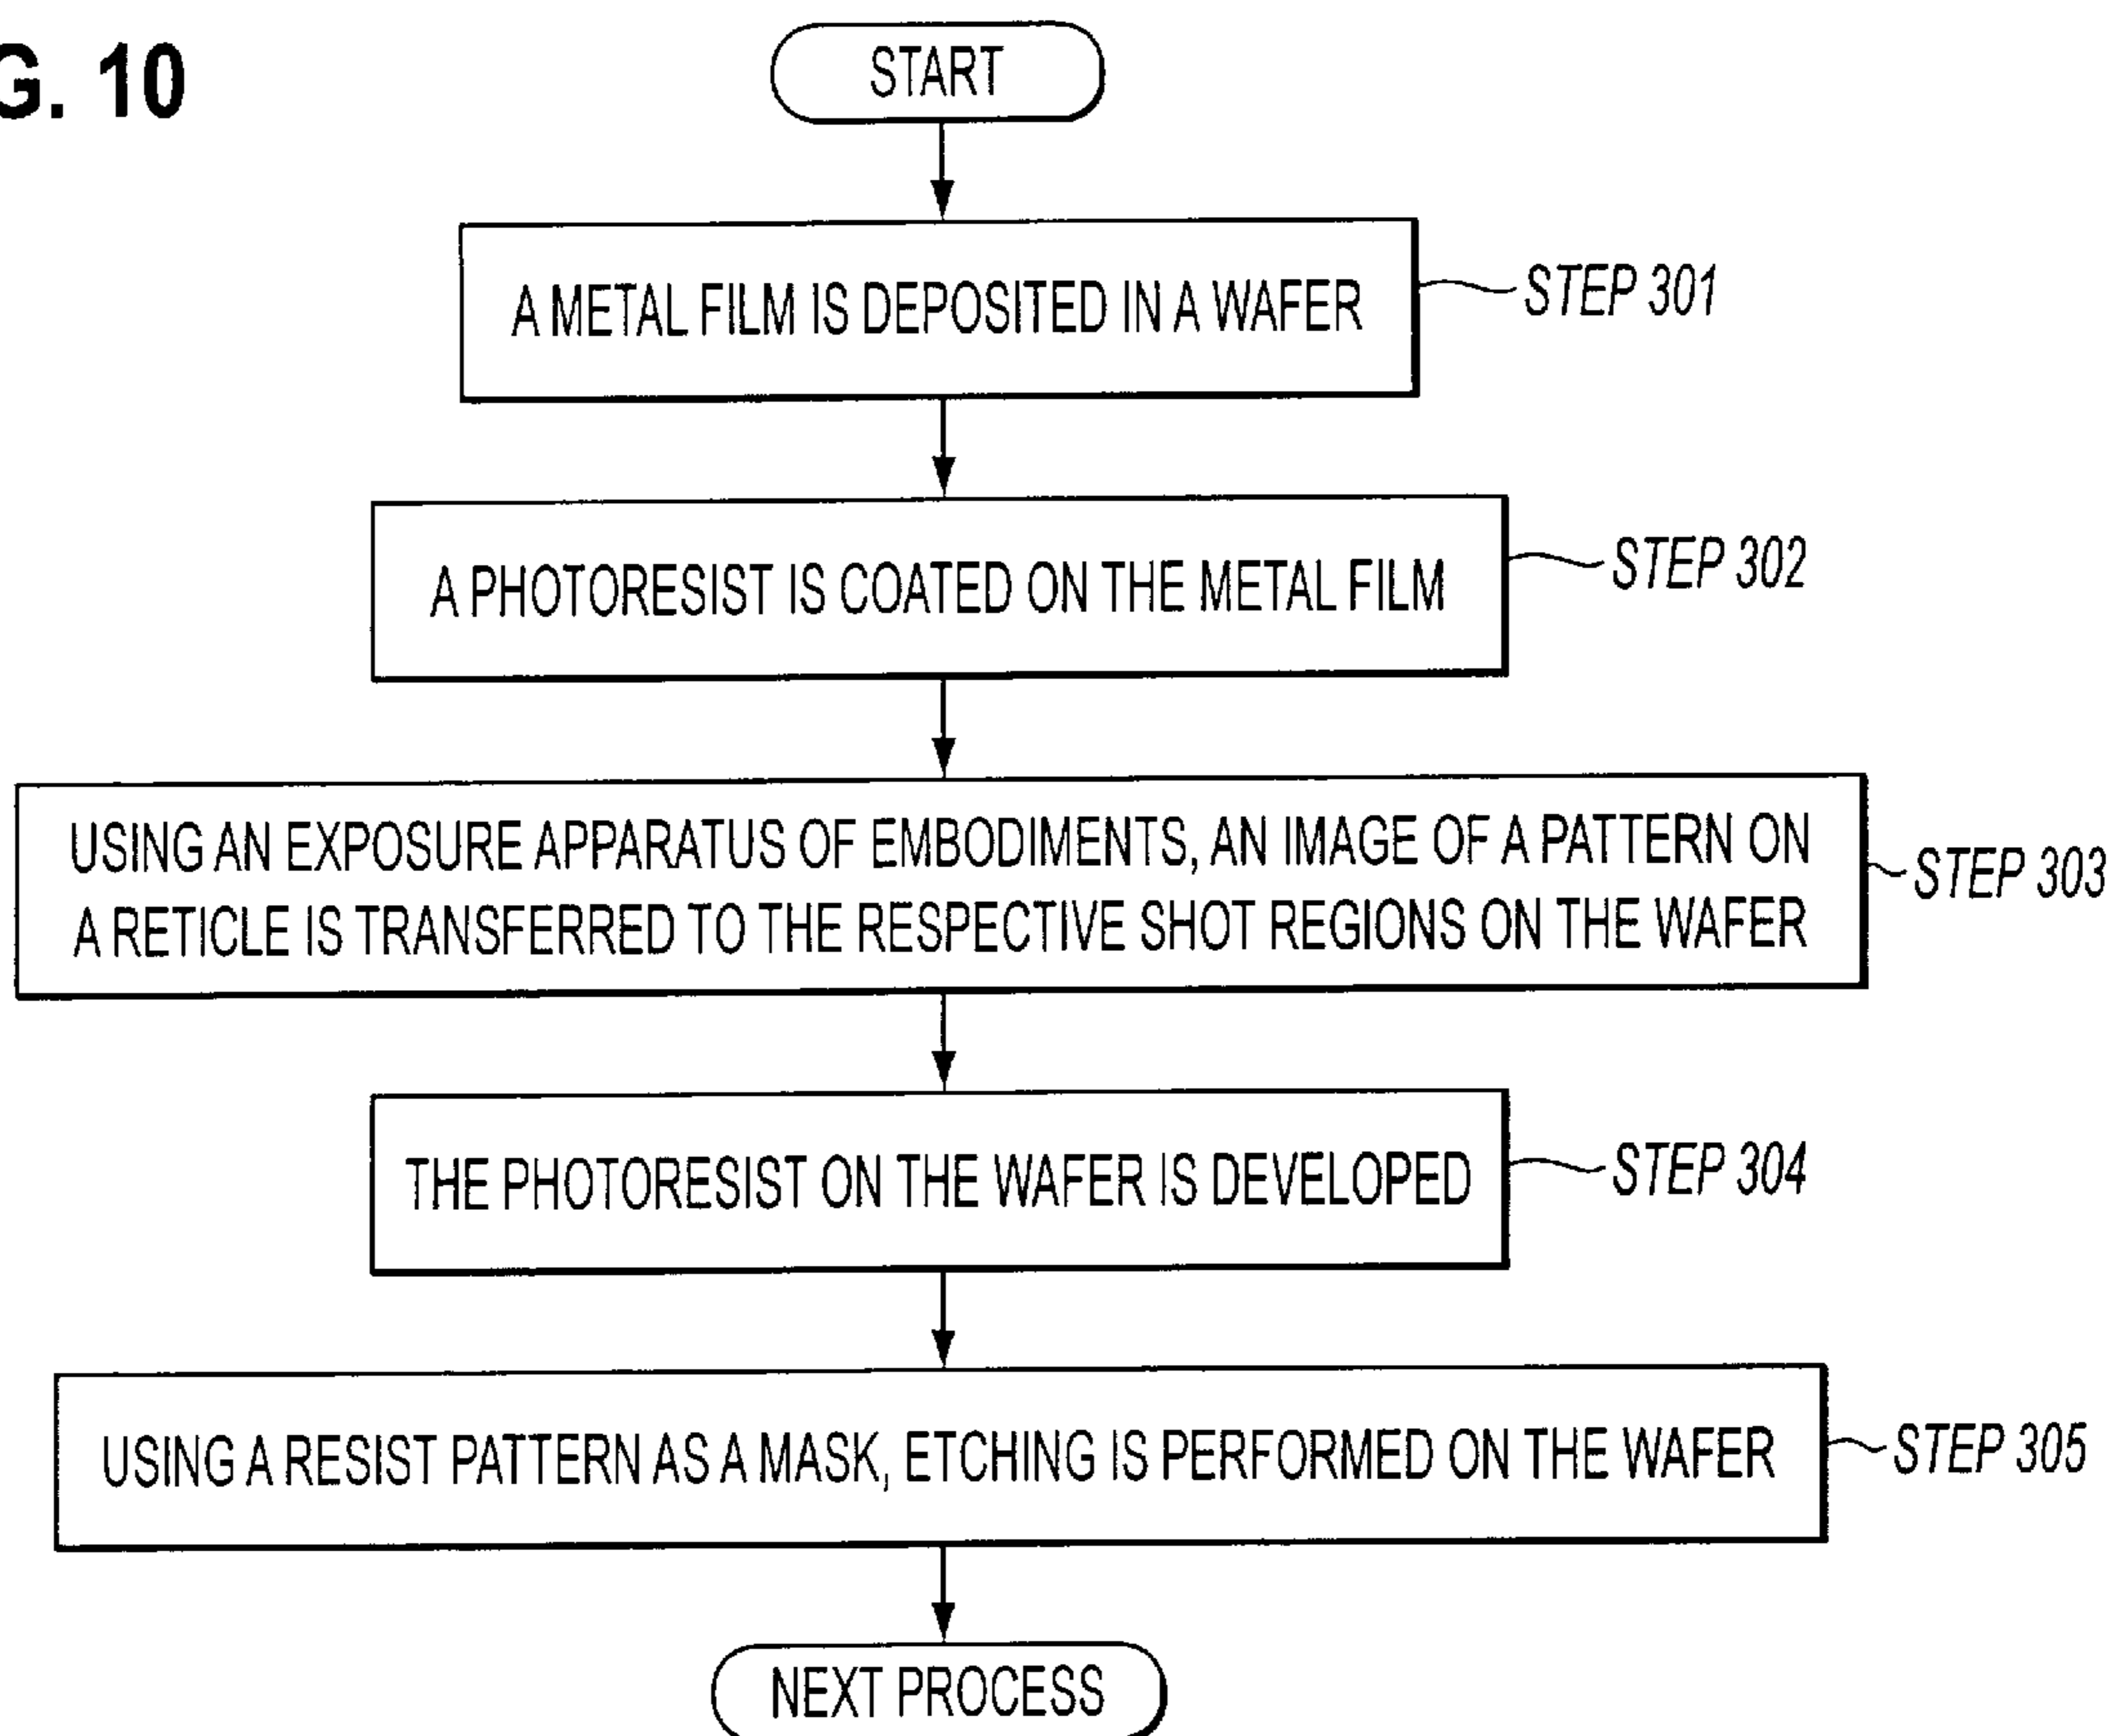 G. 10
START
A METAL FILM IS DEPOSITED IN A WAFER
STEP 301
A PHOTORESIST IS COATED ON THE METAL FILM
STEP 302
USING AN EXPOSURE APPARATUS OF EMBODIMENTS, AN IMAGE OF A PATTERN ON
A RETICLE IS TRANSFERRED TO THE RESPECTIVE SHOT REGIONS ON THE WAFER
STEP 303
THE PHOTORESIST ON THE WAFER IS DEVELOPED
STEP 304
USING A RESIST PATTERN AS A MASK, ETCHING IS PERFORMED ON THE WAFER
STEP 305
NEXT PROCESS